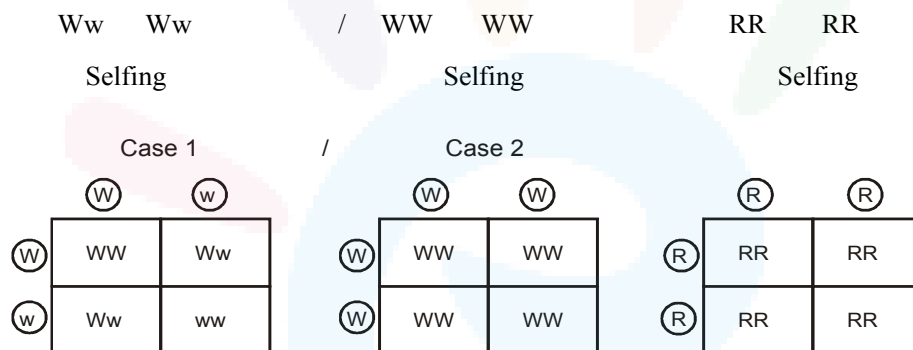 Ww Ww / WW WW RR RR
Selfing Selfing Selfing
Case 1 / Case 2
W w W W R R
W WW Ww W WW WW R RR RR
w Ww ww W WW WW R RR RR